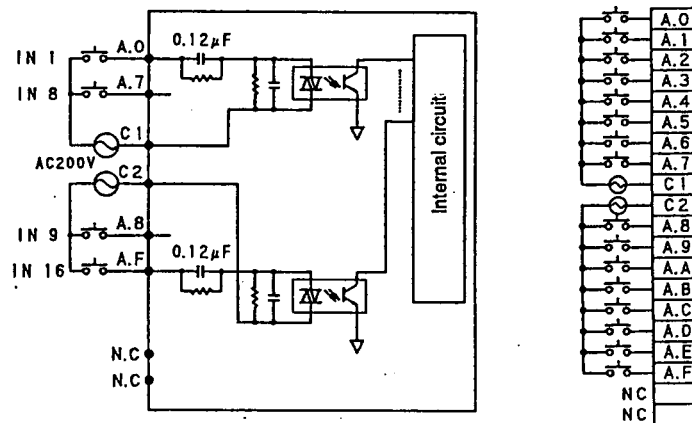 IN 1
A.0
0.12μF
IN 8
A.7
C1
AC200V
C2
IN 9
A.8
IN 16
A.F
0.12μF
N.C
N.C
Internal circuit
A.0
A.1
A.2
A.3
A.4
A.5
A.6
A.7
C1
C2
A.8
A.9
A.A
A.B
A.C
A.D
A.E
A.F
NC
NC